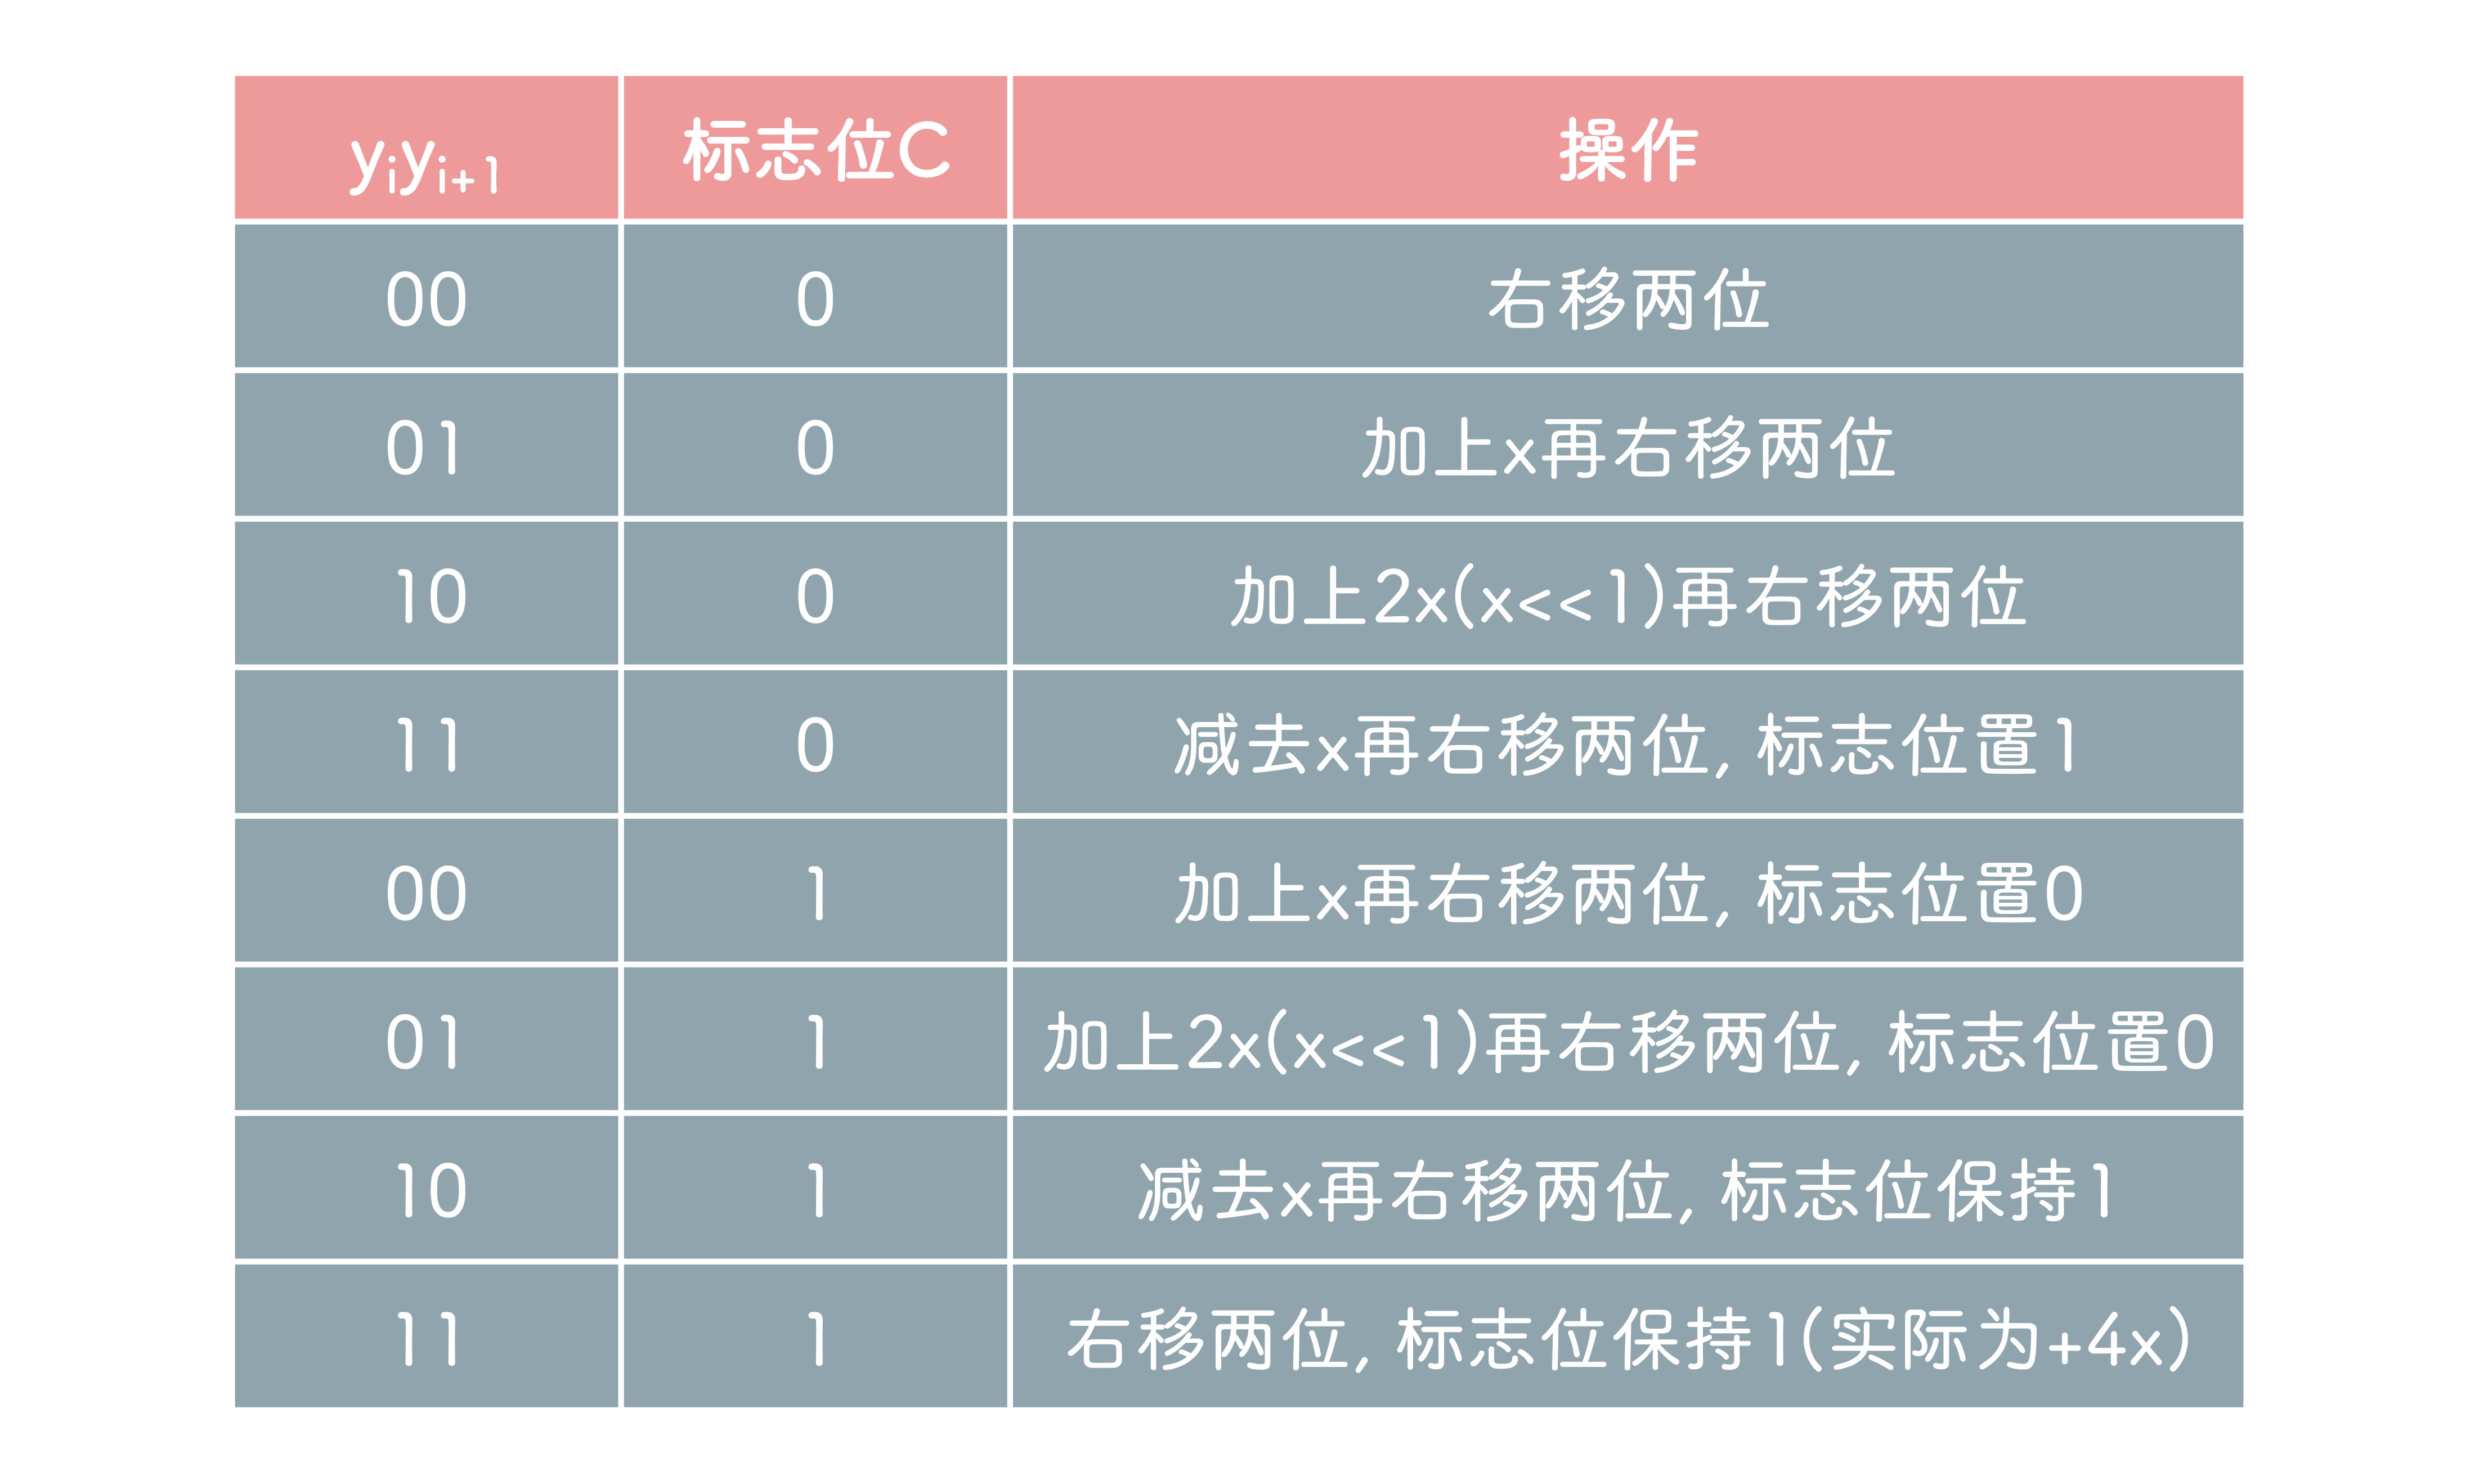 yᵢyᵢ₊₁ 标志位C 操作
00 0 右移两位
01 0 加上x再右移两位
10 0 加上2x(x<<1)再右移两位
11 0 减去x再右移两位, 标志位置1
00 1 加上x再右移两位, 标志位置0
01 1 加上2x(x<<1)再右移两位, 标志位置0
10 1 减去x再右移两位, 标志位保持1
11 1 右移两位, 标志位保持1(实际为+4x)